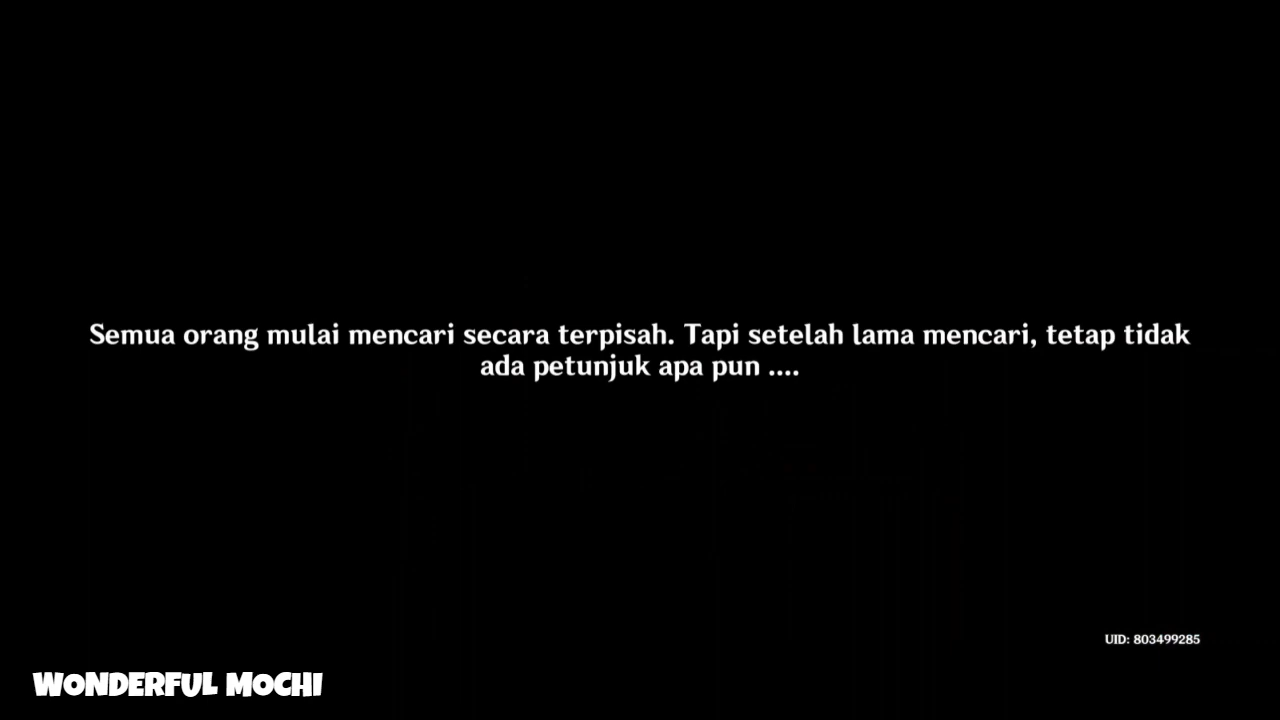 Semua orang mulai mencari secara terpisah. Tapi setelah lama mencari, tetap tidak
ada petunjuk apa pun ....
UID: 803499285
WONDERFUL MOCHI